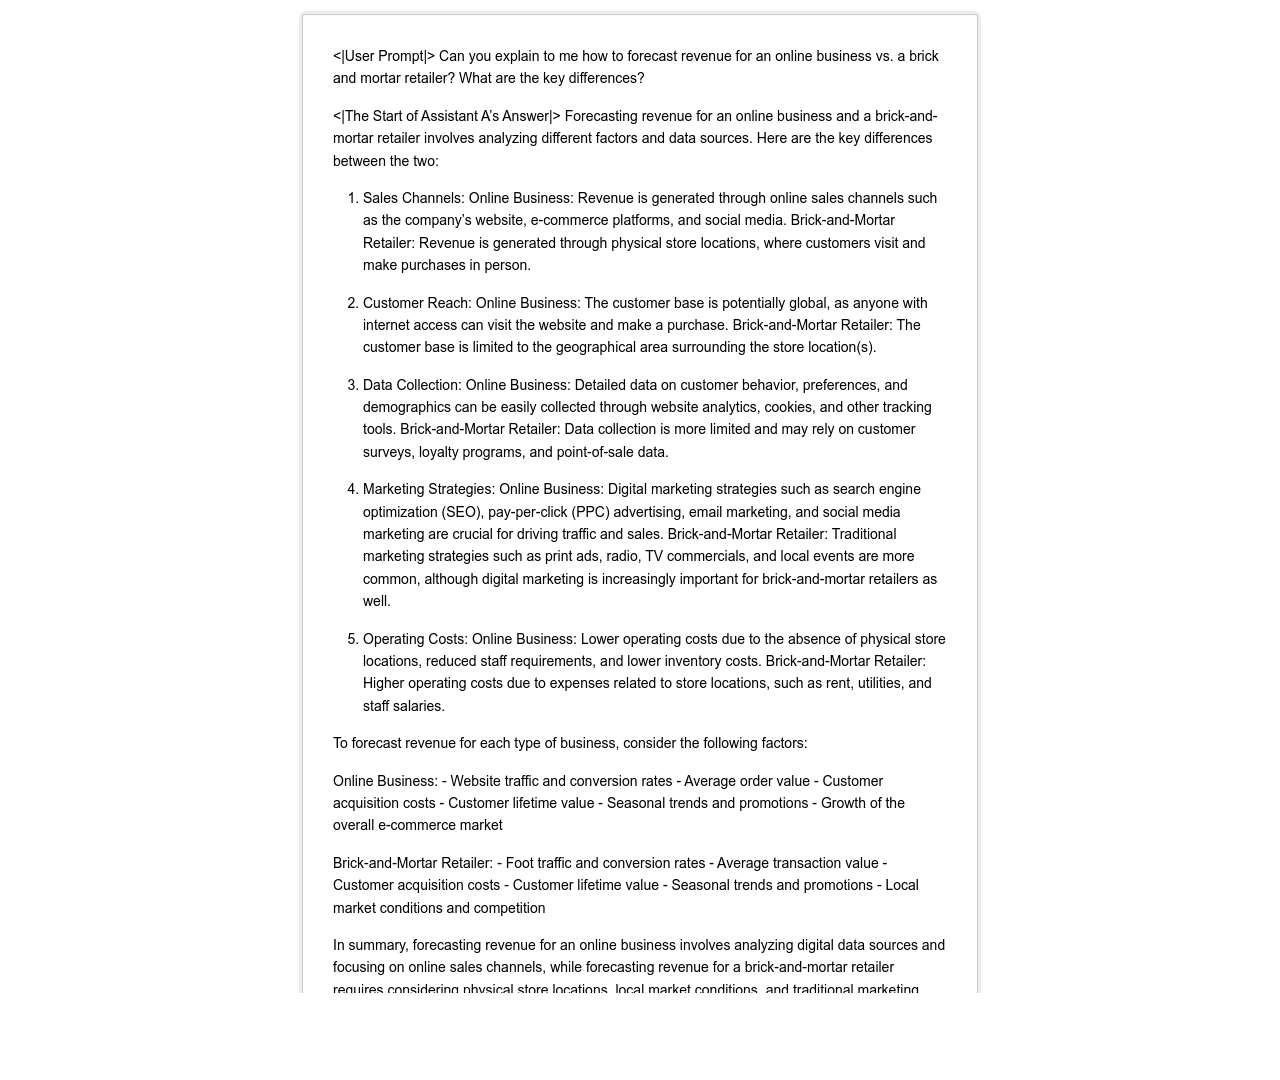 <|User Prompt|> Can you explain to me how to forecast revenue for an online business vs. a brick
and mortar retailer? What are the key differences?
<|The Start of Assistant A’s Answer|> Forecasting revenue for an online business and a brick-and-
mortar retailer involves analyzing different factors and data sources. Here are the key differences
between the two:
1. Sales Channels: Online Business: Revenue is generated through online sales channels such
as the company’s website, e-commerce platforms, and social media. Brick-and-Mortar
Retailer: Revenue is generated through physical store locations, where customers visit and
make purchases in person.
2. Customer Reach: Online Business: The customer base is potentially global, as anyone with
internet access can visit the website and make a purchase. Brick-and-Mortar Retailer: The
customer base is limited to the geographical area surrounding the store location(s).
3. Data Collection: Online Business: Detailed data on customer behavior, preferences, and
demographics can be easily collected through website analytics, cookies, and other tracking
tools. Brick-and-Mortar Retailer: Data collection is more limited and may rely on customer
surveys, loyalty programs, and point-of-sale data.
4. Marketing Strategies: Online Business: Digital marketing strategies such as search engine
optimization (SEO), pay-per-click (PPC) advertising, email marketing, and social media
marketing are crucial for driving traffic and sales. Brick-and-Mortar Retailer: Traditional
marketing strategies such as print ads, radio, TV commercials, and local events are more
common, although digital marketing is increasingly important for brick-and-mortar retailers as
well.
5. Operating Costs: Online Business: Lower operating costs due to the absence of physical store
locations, reduced staff requirements, and lower inventory costs. Brick-and-Mortar Retailer:
Higher operating costs due to expenses related to store locations, such as rent, utilities, and
staff salaries.
To forecast revenue for each type of business, consider the following factors:
Online Business: - Website traffic and conversion rates - Average order value - Customer
acquisition costs - Customer lifetime value - Seasonal trends and promotions - Growth of the
overall e-commerce market
Brick-and-Mortar Retailer: - Foot traffic and conversion rates - Average transaction value -
Customer acquisition costs - Customer lifetime value - Seasonal trends and promotions - Local
market conditions and competition
In summary, forecasting revenue for an online business involves analyzing digital data sources and
focusing on online sales channels, while forecasting revenue for a brick-and-mortar retailer
requires considering physical store locations, local market conditions, and traditional marketing